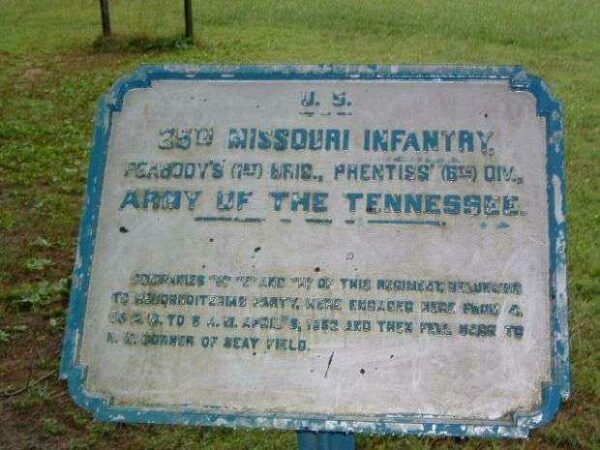 U. S.
25TH MISSOURI INFANTRY,
PEABODY'S (1ST) BRIG., PRENTISS' (6TH) DIV.,
ARMY OF THE TENNESSEE.
COMPANIES "E" AND "H" OF THIS REGIMENT, BELONGING
TO RECONNOITERING PARTY, WERE ENGAGED HERE FROM 4.
A.M. TO 5 A.M. APRIL 6, 1862 AND THEN FELL BACK TO
CORNER OF SEAY FIELD.